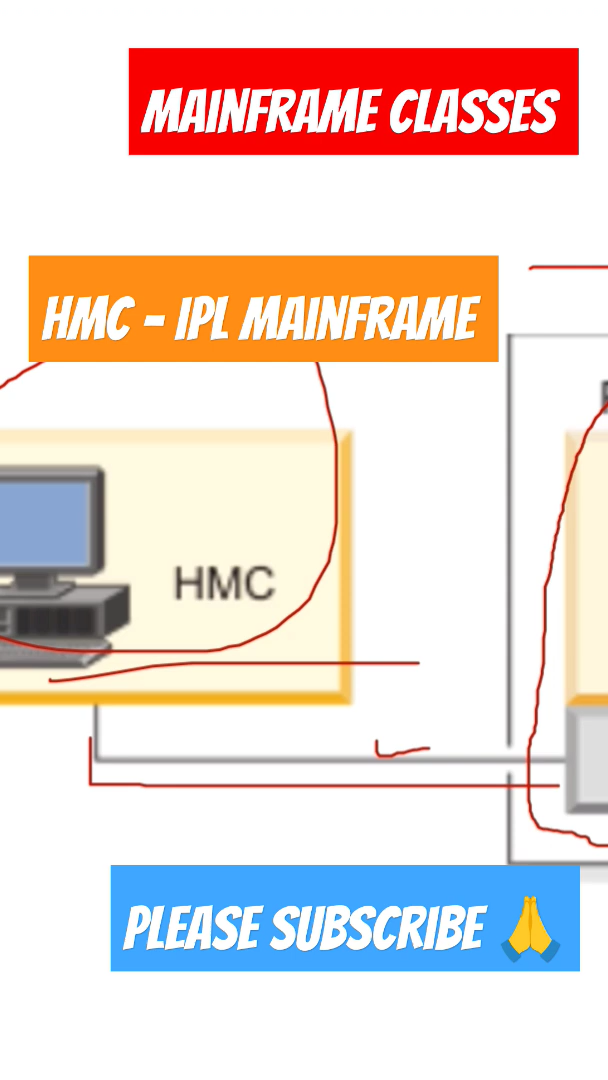 MAINFRAME CLASSES
HMC - IPL MAINFRAME
HMC
PLEASE SUBSCRIBE 🙏